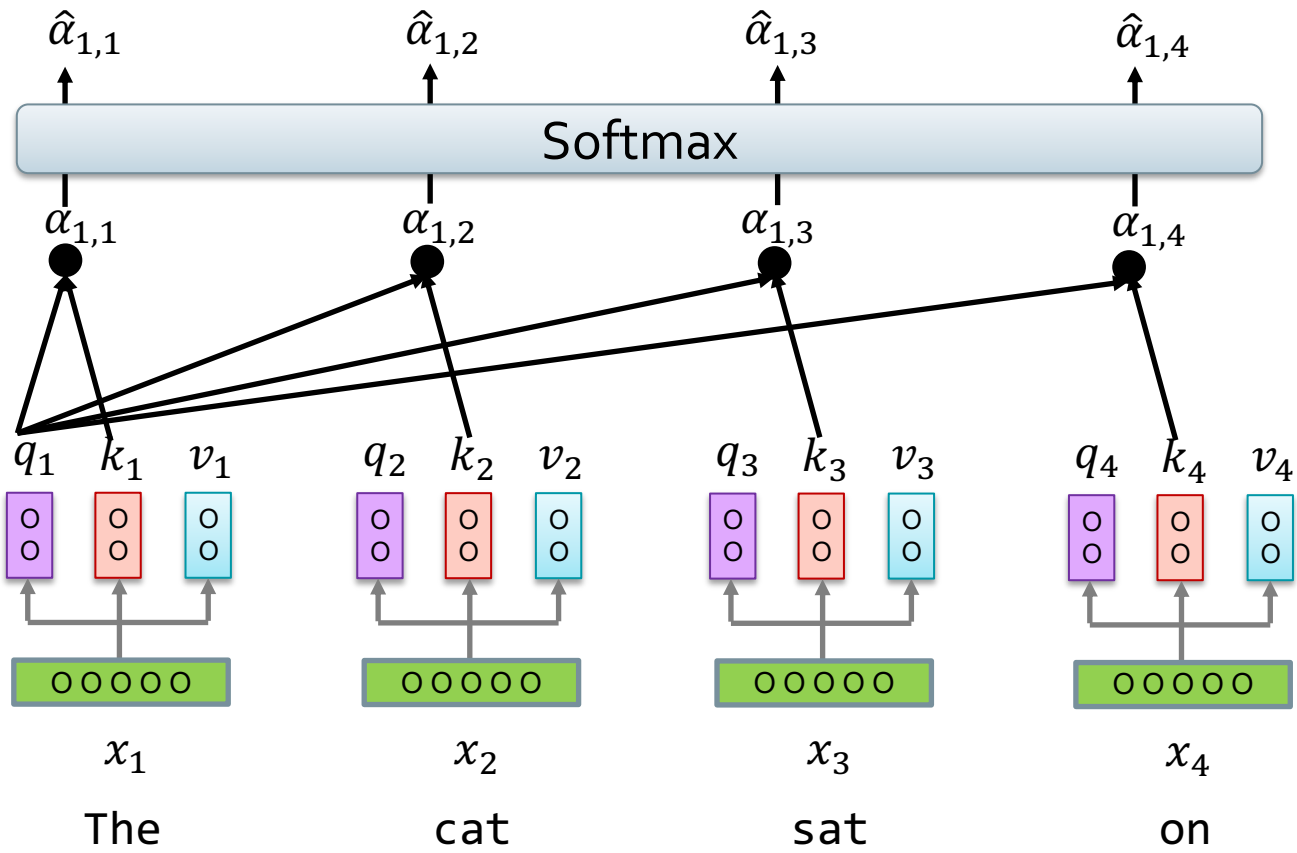 α̂₁,₁ α̂₁,₂ α̂₁,₃ α̂₁,₄
Softmax
α₁,₁ α₁,₂ α₁,₃ α₁,₄
q₁ k₁ v₁ q₂ k₂ v₂ q₃ k₃ v₃ q₄ k₄ v₄
O O O O O O O O O O O O
O O O O O O O O O O O O
O O O O O O O O O O O O O O O O O O O O
x₁ x₂ x₃ x₄
The cat sat on